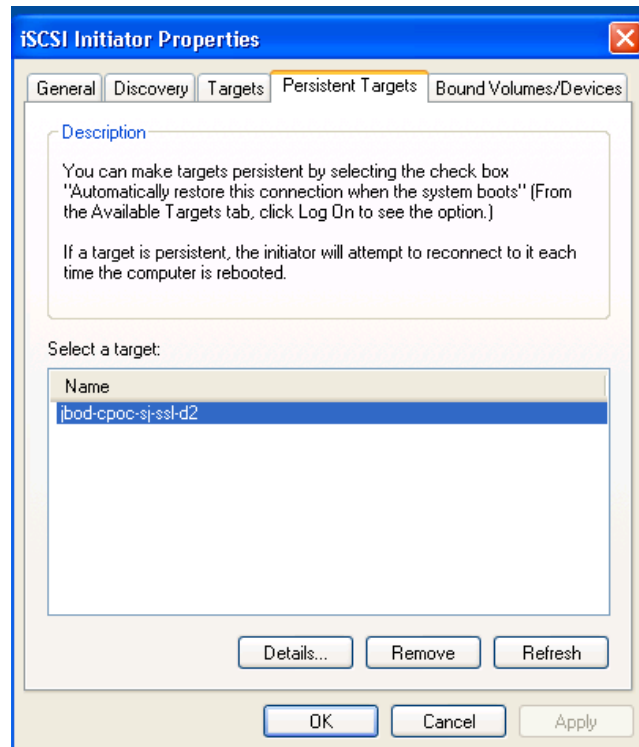 iSCSI Initiator Properties
General Discovery Targets Persistent Targets Bound Volumes/Devices
Description
You can make targets persistent by selecting the check box
"Automatically restore this connection when the system boots" (From
the Available Targets tab, click Log On to see the option.)
If a target is persistent, the initiator will attempt to reconnect to it each
time the computer is rebooted.
Select a target:
Name
jbod-cpoc-sj-ssl-d2
Details... Remove Refresh
OK Cancel Apply